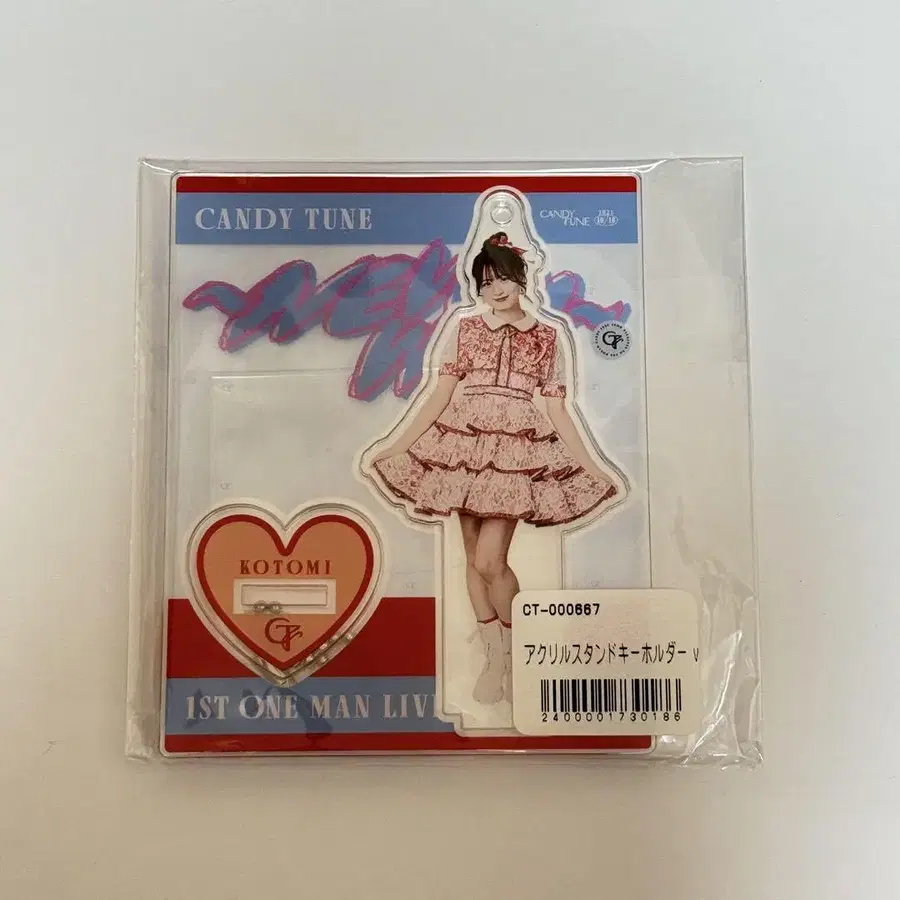 CANDY TUNE
CANDY
TUNE
KOTOMI
CT
1ST ONE MAN LIVE
CT-000667
アクリルスタンドキーホルダー v
2400001730186